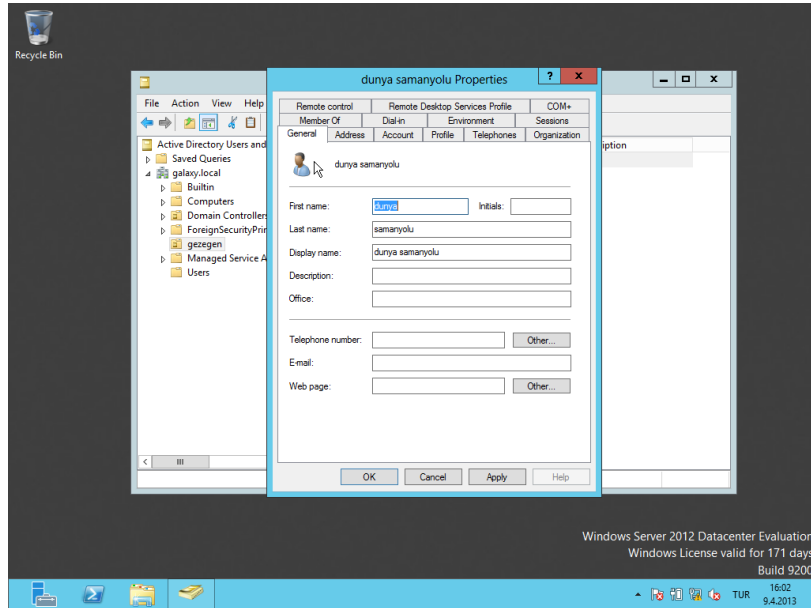 Recycle Bin
dunya samanyolu Properties
? x
File Action View Help
Active Directory Users and
Saved Queries
galaxy.local
Builtin
Computers
Domain Controllers
ForeignSecurityPrin
gezegen
Managed Service A
Users
iption
Remote control Remote Desktop Services Profile COM+
Member Of Dial-in Environment Sessions
General Address Account Profile Telephones Organization
dunya samanyolu
First name: dunya Initials:
Last name: samanyolu
Display name: dunya samanyolu
Description:
Office:
Telephone number: Other...
E-mail:
Web page: Other...
OK Cancel Apply Help
Windows Server 2012 Datacenter Evaluation
Windows License valid for 171 days
Build 9200
TUR 16:02
9.4.2013